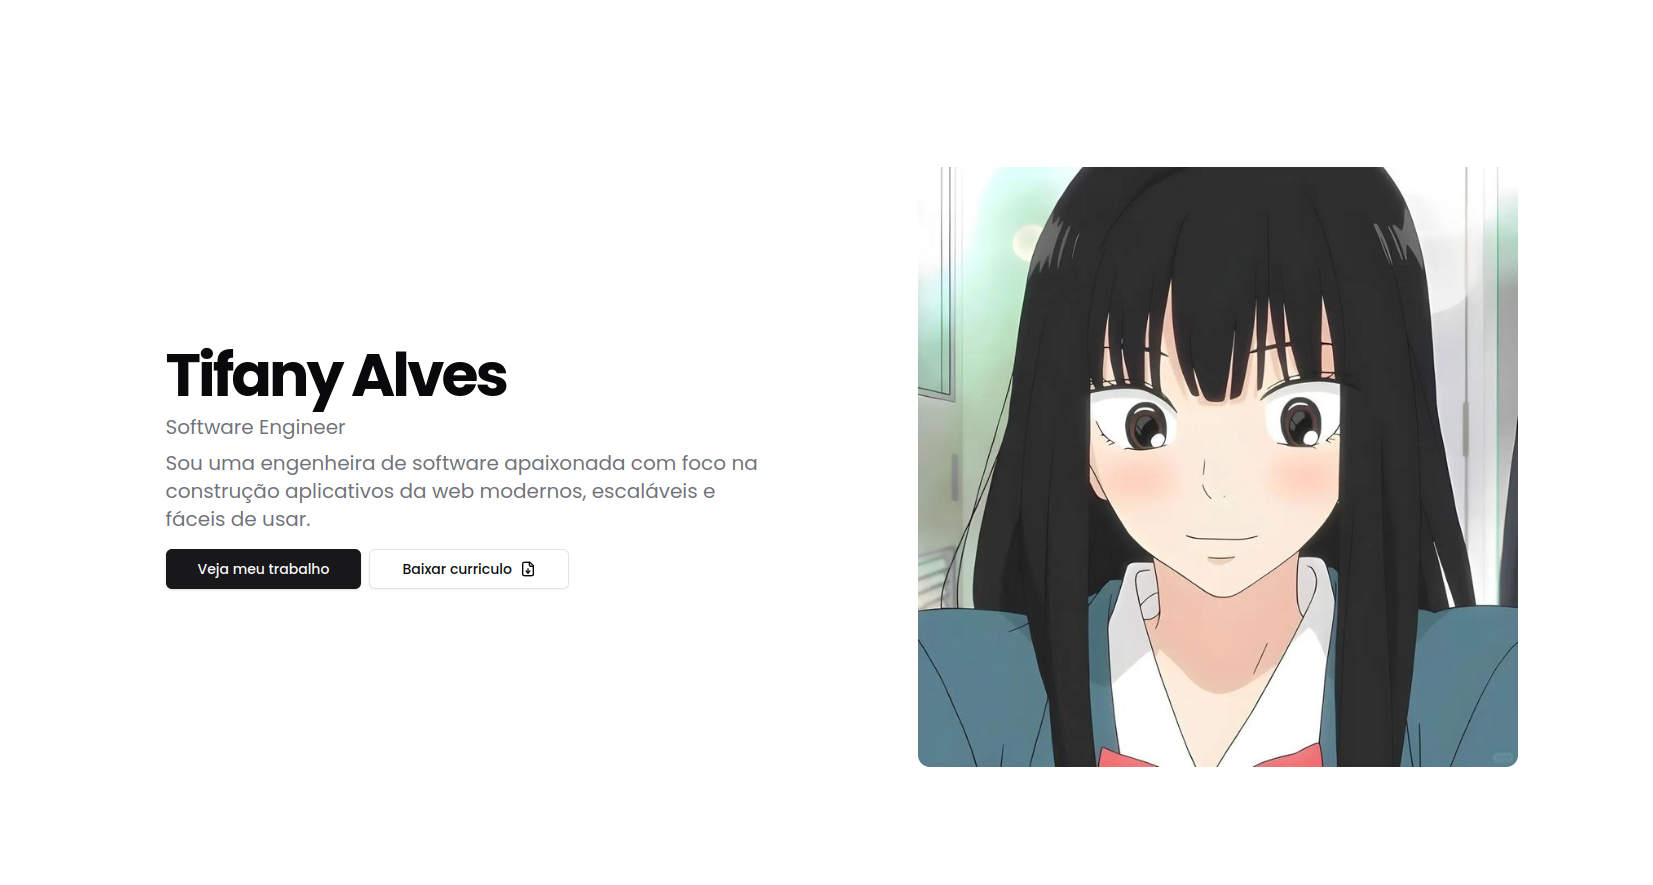 Tifany Alves
Software Engineer
Sou uma engenheira de software apaixonada com foco na
construção aplicativos da web modernos, escaláveis e
fáceis de usar.
Veja meu trabalho
Baixar curriculo